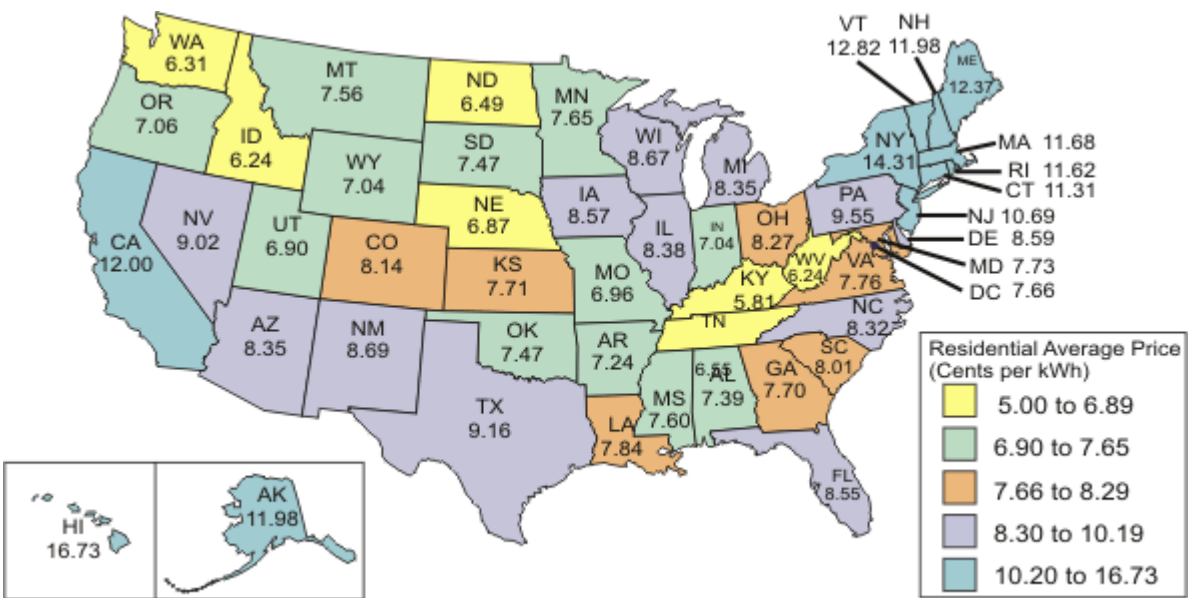 WA
6.31
MT
7.56
ND
6.49
MN
7.65
OR
7.06
ID
6.24
WY
7.04
SD
7.47
WI
8.67
MI
8.35
VT
12.82
NH
11.98
ME
12.37
NY
14.31
MA 11.68
RI 11.62
CT 11.31
NJ 10.69
DE 8.59
MD 7.73
DC 7.66
PA
9.55
NV
9.02
UT
6.90
CA
12.00
CO
8.14
NE
6.87
KS
7.71
IA
8.57
IL
8.38
IN
7.04
OH
8.27
WV
6.24
VA
7.76
KY
5.81
MO
6.96
TN
NC
8.32
AZ
8.35
NM
8.69
OK
7.47
AR
7.24
SC
8.01
GA
7.70
6.55
AL
7.39
MS
7.60
LA
7.84
TX
9.16
FL
8.55
HI
16.73
AK
11.98
Residential Average Price
(Cents per kWh)
5.00 to 6.89
6.90 to 7.65
7.66 to 8.29
8.30 to 10.19
10.20 to 16.73